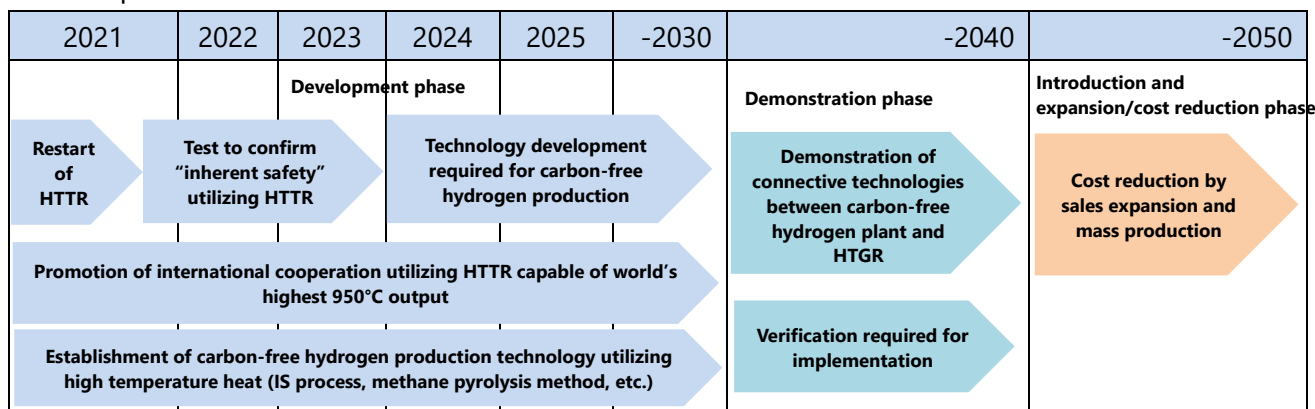 2021 2022 2023 2024 2025 -2030 -2040 -2050
Development phase
Demonstration phase
Introduction and
expansion/cost reduction phase
Restart
of
HTTR
Test to confirm
“inherent safety”
utilizing HTTR
Technology development
required for carbon-free
hydrogen production
Demonstration of
connective technologies
between carbon-free
hydrogen plant and
HTGR
Cost reduction by
sales expansion and
mass production
Promotion of international cooperation utilizing HTTR capable of world’s
highest 950°C output
Verification required for
implementation
Establishment of carbon-free hydrogen production technology utilizing
high temperature heat (IS process, methane pyrolysis method, etc.)